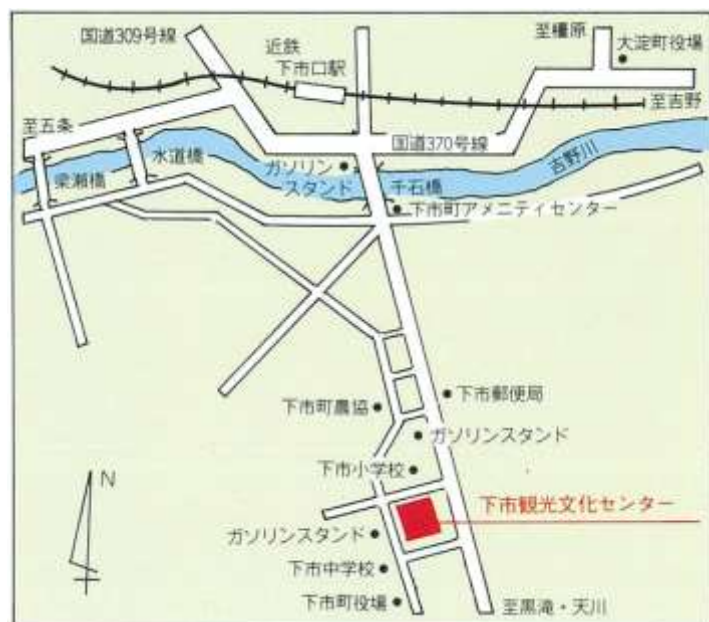 国道309号線
近鉄
下市口駅
至橿原
大淀町役場
至吉野
至五条
国道370号線
吉野川
水道橋
梁瀬橋
ガソリン
スタンド
千石橋
下市町アメニティセンター
下市町農協
下市郵便局
ガソリンスタンド
下市小学校
N
下市観光文化センター
ガソリンスタンド
下市中学校
下市町役場
至黒滝・天川